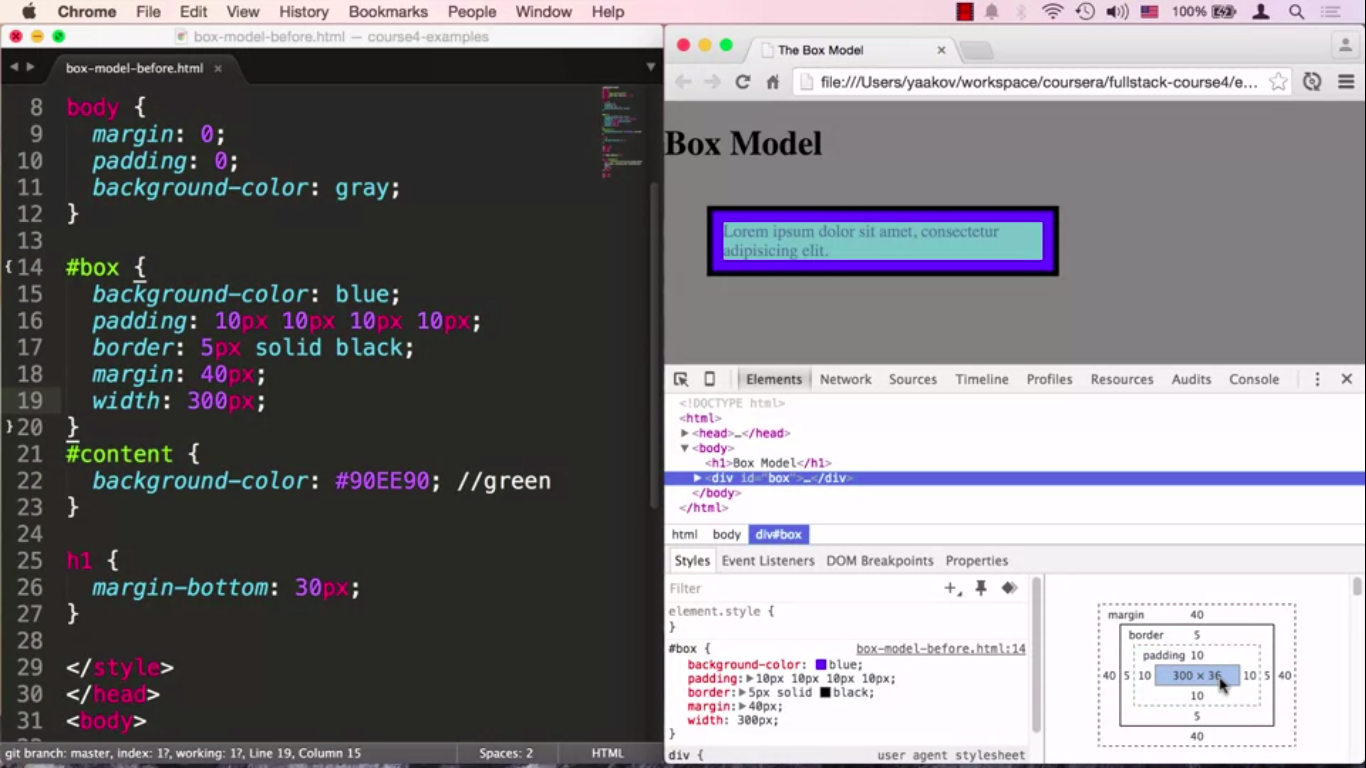 Chrome File Edit View History Bookmarks People Window Help 100%
box-model-before.html — course4-examples
box-model-before.html ×
8 body {
9 margin: 0;
10 padding: 0;
11 background-color: gray;
12 }
13
14 #box {
15 background-color: blue;
16 padding: 10px 10px 10px 10px;
17 border: 5px solid black;
18 margin: 40px;
19 width: 300px;
20 }
21 #content {
22 background-color: #90EE90; //green
23 }
24
25 h1 {
26 margin-bottom: 30px;
27 }
28
29 </style>
30 </head>
31 <body>
git branch: master, index: 1?, working: 1?, Line 19, Column 15 Spaces: 2 HTML
The Box Model ×
file:///Users/yaakov/workspace/coursera/fullstack-course4/e…
Box Model
Lorem ipsum dolor sit amet, consectetur
adipisicing elit.
Elements Network Sources Timeline Profiles Resources Audits Console
<!DOCTYPE html>
<html>
<head>…</head>
<body>
<h1>Box Model</h1>
<div id="box">…</div>
</body>
</html>
html body div#box
Styles Event Listeners DOM Breakpoints Properties
Filter
element.style {
}
#box { box-model-before.html:14
background-color: blue;
padding: 10px 10px 10px 10px;
border: 5px solid black;
margin: 40px;
width: 300px;
}
div { user agent stylesheet
margin 40
border 5
padding 10
40 5 10 300 × 36 10 5 40
10
5
40